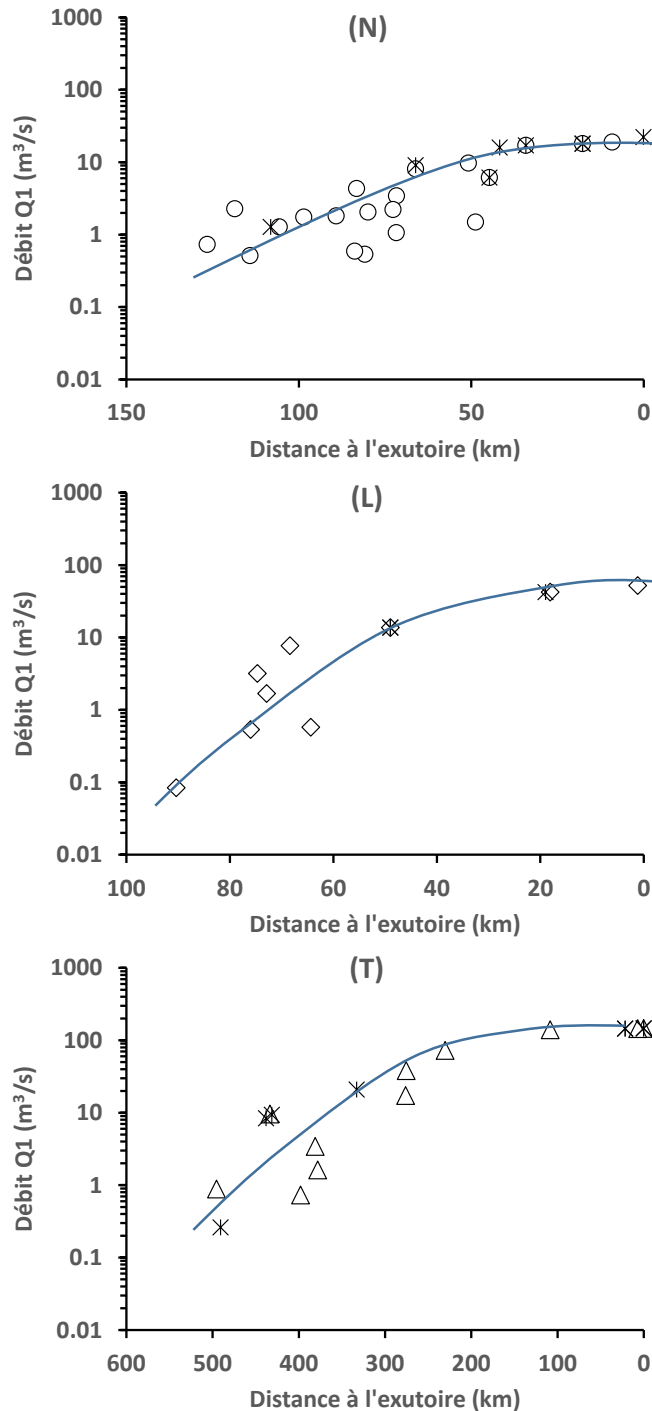 (N)
Débit Q1 (m³/s)
1000
100
10
1
0.1
0.01
150 100 50 0
Distance à l'exutoire (km)
(L)
Débit Q1 (m³/s)
1000
100
10
1
0.1
0.01
100 80 60 40 20 0
Distance à l'exutoire (km)
(T)
Débit Q1 (m³/s)
1000
100
10
1
0.1
0.01
600 500 400 300 200 100 0
Distance à l'exutoire (km)